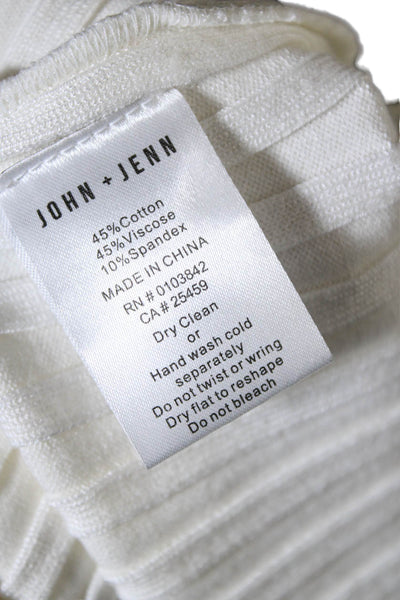 JOHN + JENN
45%Cotton
45%Viscose
10%Spandex
MADE IN CHINA
RN # 0103842
CA # 25459
Dry Clean
or
Hand wash cold
separately
Do not twist or wring
Dry flat to reshape
Do not bleach